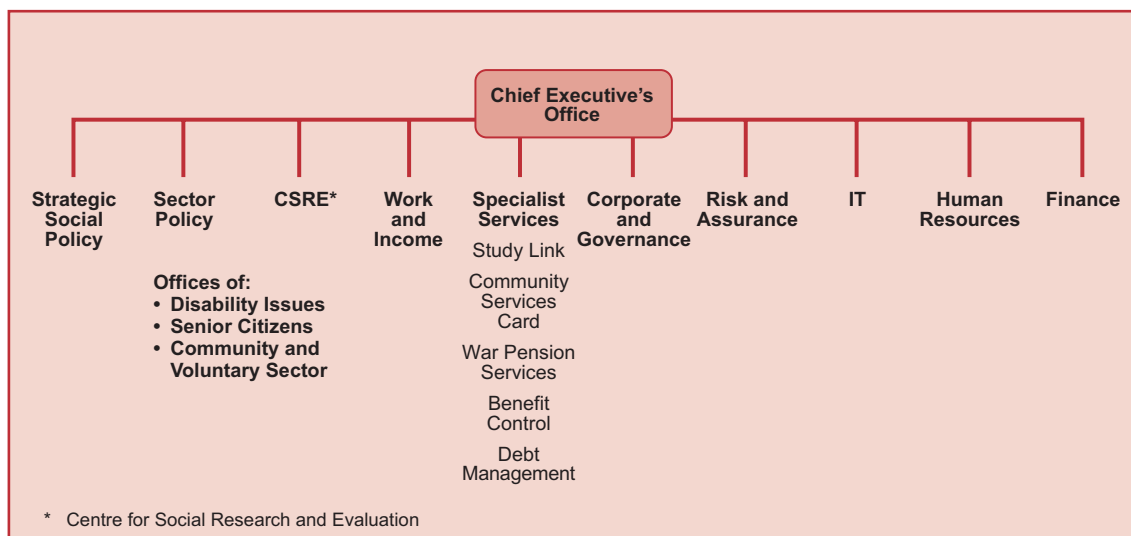 Chief Executive's
Office
Strategic
Social
Policy
Sector
Policy
Offices of:
• Disability Issues
• Senior Citizens
• Community and
Voluntary Sector
CSRE*
Work
and
Income
Specialist
Services
Study Link
Community
Services
Card
War Pension
Services
Benefit
Control
Debt
Management
Corporate
and
Governance
Risk and
Assurance
IT
Human
Resources
Finance
* Centre for Social Research and Evaluation